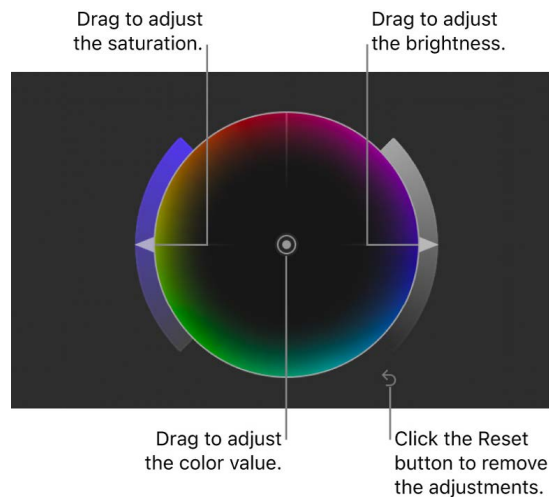 Drag to adjust
the saturation.
Drag to adjust
the brightness.
Drag to adjust
the color value.
Click the Reset
button to remove
the adjustments.